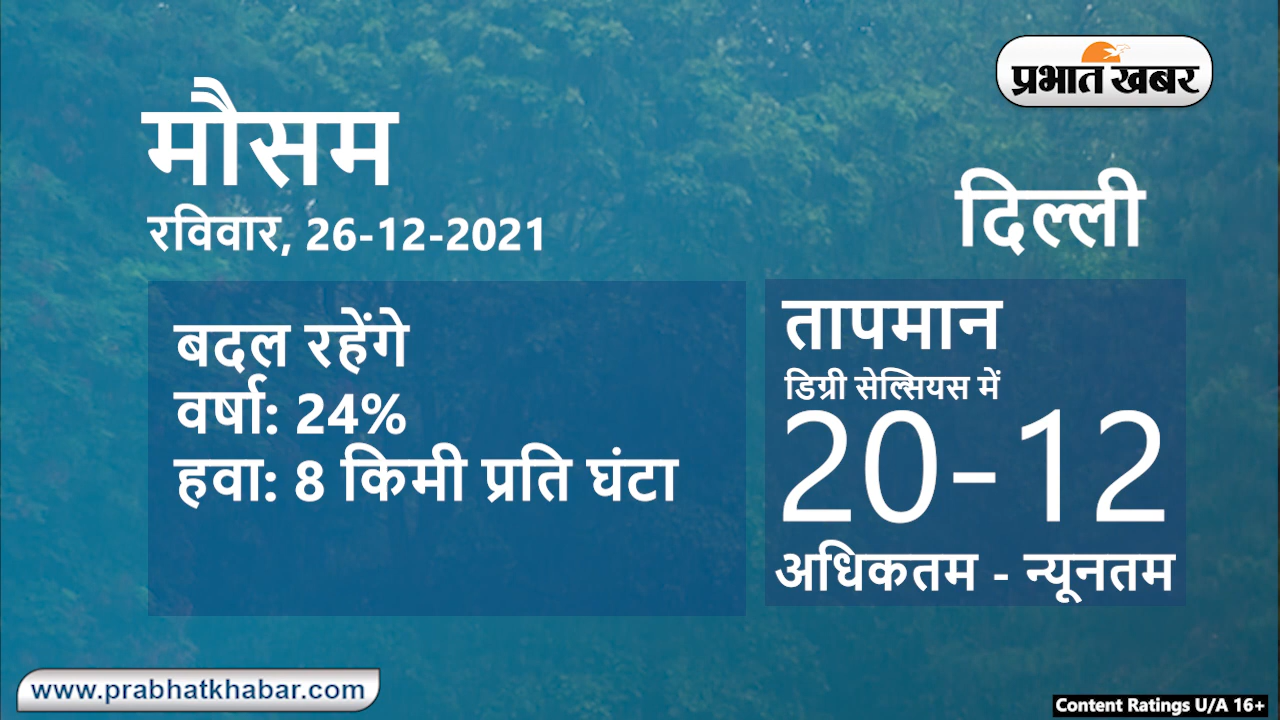 प्रभात खबर
मौसम
रविवार, 26-12-2021
दिल्ली
बदल रहेंगे
वर्षा: 24%
हवा: 8 किमी प्रति घंटा
तापमान
डिग्री सेल्सियस में
20-12
अधिकतम - न्यूनतम
www.prabhatkhabar.com
Content Ratings U/A 16+